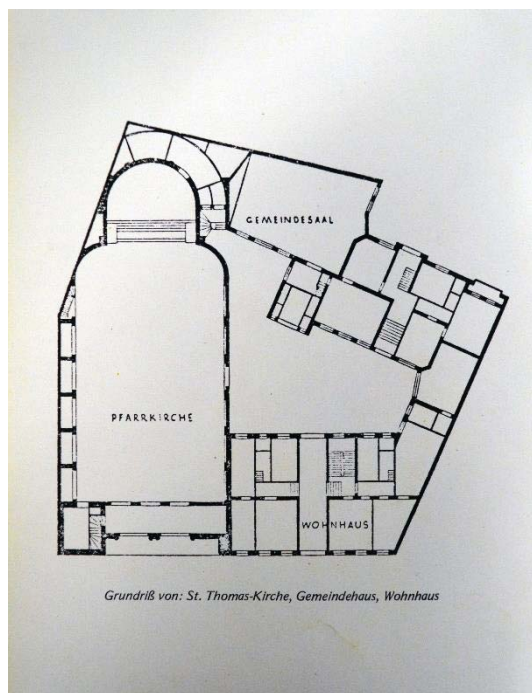 GEMEINDESAAL
PFARRKIRCHE
WOHNHAUS
Grundriß von: St. Thomas-Kirche, Gemeindehaus, Wohnhaus